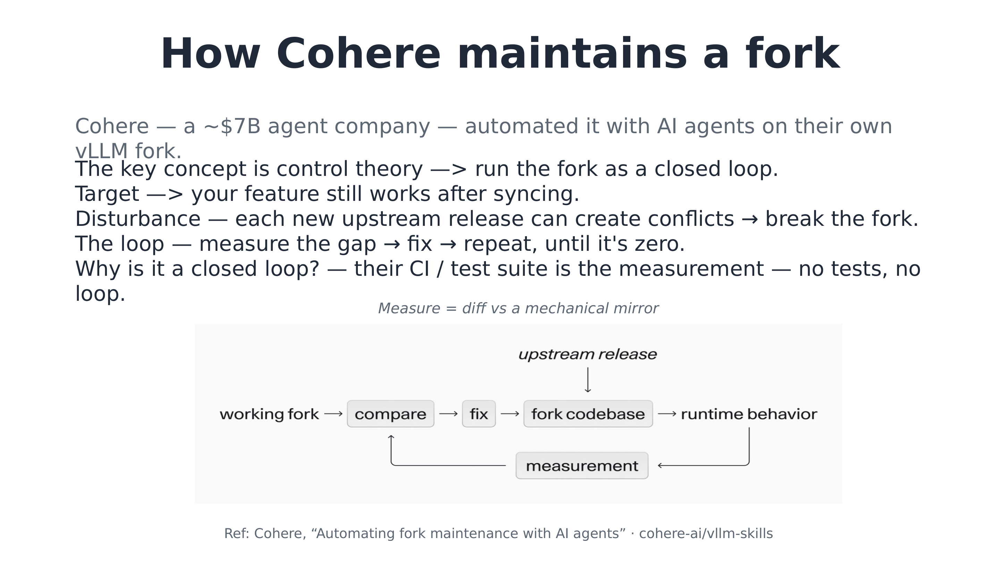 How Cohere maintains a fork
Cohere — a ~$7B agent company — automated it with AI agents on their own
vLLM fork.
The key concept is control theory —> run the fork as a closed loop.
Target —> your feature still works after syncing.
Disturbance — each new upstream release can create conflicts → break the fork.
The loop — measure the gap → fix → repeat, until it's zero.
Why is it a closed loop? — their CI / test suite is the measurement — no tests, no
loop.
Measure = diff vs a mechanical mirror
upstream release
working fork → compare → fix → fork codebase → runtime behavior
measurement
Ref: Cohere, “Automating fork maintenance with AI agents” · cohere-ai/vllm-skills